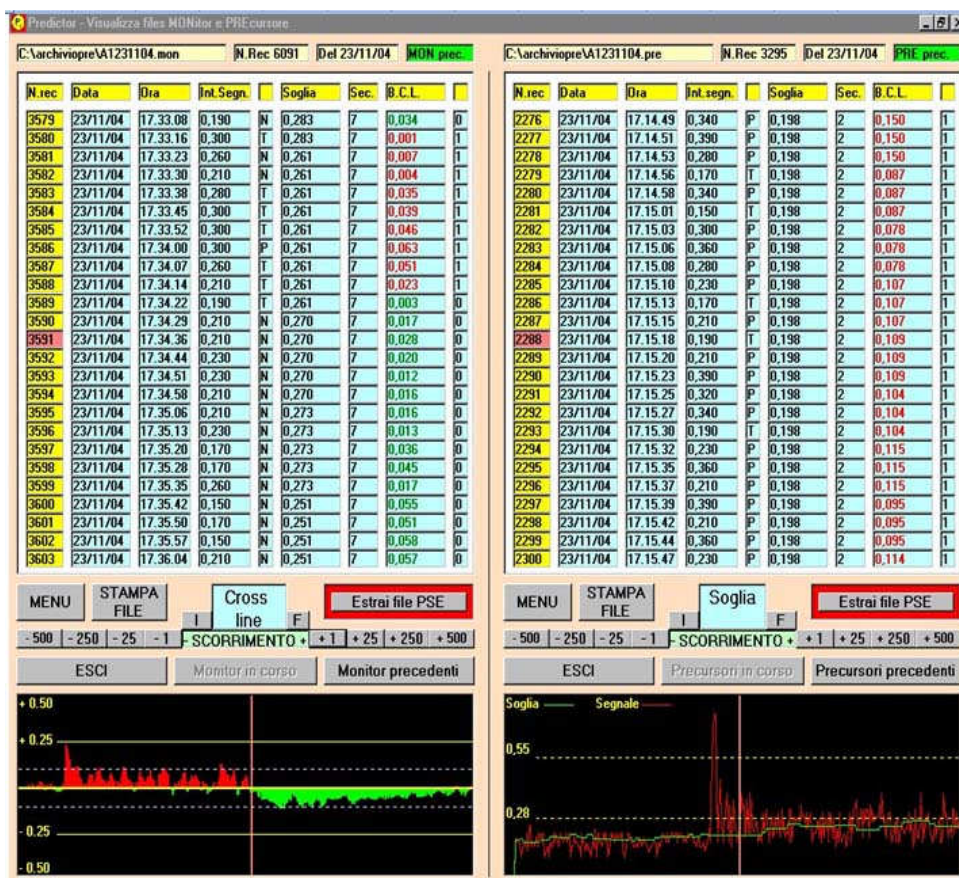 Predictor - Visualizza files MONitor e PREcursore
C:\archiviopre\A1231104.mon N.Rec 6091 Del 23/11/04 MON prec.
N.rec Data Ora Int.Segn. Soglia Sec. B.C.L.
3579 23/11/04 17.33.08 0,190 N 0,283 7 0,034 0
3580 23/11/04 17.33.16 0,300 T 0,283 7 0,001 1
3581 23/11/04 17.33.23 0,260 N 0,261 7 0,007 1
3582 23/11/04 17.33.30 0,210 N 0,261 7 0,004 1
3583 23/11/04 17.33.38 0,280 T 0,261 7 0,035 1
3584 23/11/04 17.33.45 0,300 T 0,261 7 0,039 1
3585 23/11/04 17.33.52 0,300 T 0,261 7 0,046 1
3586 23/11/04 17.34.00 0,300 P 0,261 7 0,063 1
3587 23/11/04 17.34.07 0,260 T 0,261 7 0,051 1
3588 23/11/04 17.34.14 0,210 T 0,261 7 0,023 1
3589 23/11/04 17.34.22 0,190 T 0,261 7 0,003 0
3590 23/11/04 17.34.29 0,210 N 0,270 7 0,017 0
3591 23/11/04 17.34.36 0,210 N 0,270 7 0,028 0
3592 23/11/04 17.34.44 0,230 N 0,270 7 0,020 0
3593 23/11/04 17.34.51 0,230 N 0,270 7 0,012 0
3594 23/11/04 17.34.58 0,210 N 0,270 7 0,016 0
3595 23/11/04 17.35.06 0,210 N 0,273 7 0,016 0
3596 23/11/04 17.35.13 0,230 N 0,273 7 0,013 0
3597 23/11/04 17.35.20 0,170 N 0,273 7 0,036 0
3598 23/11/04 17.35.28 0,170 N 0,273 7 0,045 0
3599 23/11/04 17.35.35 0,260 N 0,273 7 0,017 0
3600 23/11/04 17.35.42 0,150 N 0,251 7 0,055 0
3601 23/11/04 17.35.50 0,170 N 0,251 7 0,051 0
3602 23/11/04 17.35.57 0,150 N 0,251 7 0,058 0
3603 23/11/04 17.36.04 0,210 N 0,251 7 0,057 0
MENU STAMPA FILE I Cross line F Estrai file PSE
- 500 - 250 - 25 - 1 - SCORRIMENTO + + 1 + 25 + 250 + 500
ESCI Monitor in corso Monitor precedenti
+ 0.50
+ 0.25
- 0.25
- 0.50
C:\archiviopre\A1231104.pre N.Rec 3295 Del 23/11/04 PRE prec.
N.rec Data Ora Int.segn. Soglia Sec. B.C.L.
2276 23/11/04 17.14.49 0,340 P 0,198 2 0,150 1
2277 23/11/04 17.14.51 0,390 P 0,198 2 0,150 1
2278 23/11/04 17.14.53 0,280 P 0,198 2 0,150 1
2279 23/11/04 17.14.56 0,170 T 0,198 2 0,087 1
2280 23/11/04 17.14.58 0,340 P 0,198 2 0,087 1
2281 23/11/04 17.15.01 0,150 T 0,198 2 0,087 1
2282 23/11/04 17.15.03 0,300 P 0,198 2 0,078 1
2283 23/11/04 17.15.06 0,360 P 0,198 2 0,078 1
2284 23/11/04 17.15.08 0,280 P 0,198 2 0,078 1
2285 23/11/04 17.15.10 0,230 P 0,198 2 0,107 1
2286 23/11/04 17.15.13 0,170 T 0,198 2 0,107 1
2287 23/11/04 17.15.15 0,210 P 0,198 2 0,107 1
2288 23/11/04 17.15.18 0,190 T 0,198 2 0,109 1
2289 23/11/04 17.15.20 0,210 P 0,198 2 0,109 1
2290 23/11/04 17.15.23 0,390 P 0,198 2 0,109 1
2291 23/11/04 17.15.25 0,320 P 0,198 2 0,104 1
2292 23/11/04 17.15.27 0,340 P 0,198 2 0,104 1
2293 23/11/04 17.15.30 0,190 T 0,198 2 0,104 1
2294 23/11/04 17.15.32 0,230 P 0,198 2 0,115 1
2295 23/11/04 17.15.35 0,360 P 0,198 2 0,115 1
2296 23/11/04 17.15.37 0,210 P 0,198 2 0,115 1
2297 23/11/04 17.15.39 0,390 P 0,198 2 0,095 1
2298 23/11/04 17.15.42 0,210 P 0,198 2 0,095 1
2299 23/11/04 17.15.44 0,360 P 0,198 2 0,095 1
2300 23/11/04 17.15.47 0,230 P 0,198 2 0,114 1
MENU STAMPA FILE I Soglia F Estrai file PSE
- 500 - 250 - 25 - 1 - SCORRIMENTO + + 1 + 25 + 250 + 500
ESCI Precursori in corso Precursori precedenti
Soglia Segnale
0,55
0,28